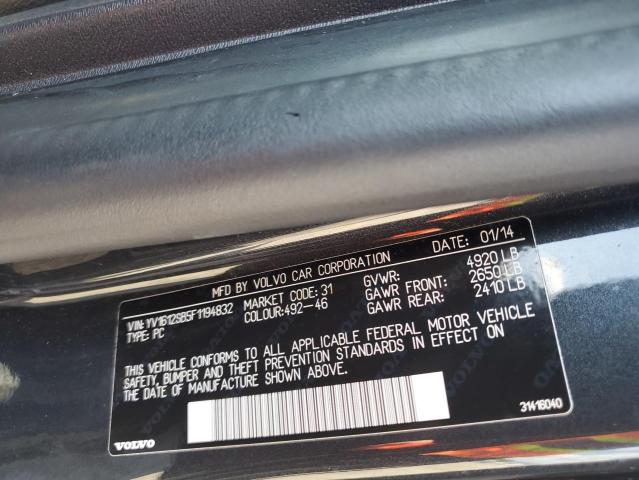 MFD BY VOLVO CAR CORPORATION DATE: 01/14
VIN: YV1612SB5F1194832 MARKET CODE: 31 GVWR: 4920 LB
TYPE: PC COLOUR:492-46 GAWR FRONT: 2650 LB
GAWR REAR: 2410 LB
THIS VEHICLE CONFORMS TO ALL APPLICABLE FEDERAL MOTOR VEHICLE
SAFETY, BUMPER AND THEFT PREVENTION STANDARDS IN EFFECT ON
THE DATE OF MANUFACTURE SHOWN ABOVE.
VOLVO 31416040